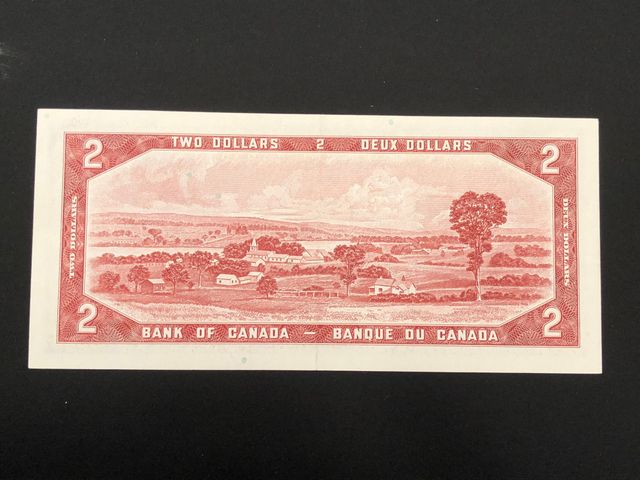 2 TWO DOLLARS 2 DEUX DOLLARS 2
TWO DOLLARS
DEUX DOLLARS
2 BANK OF CANADA — BANQUE DU CANADA 2